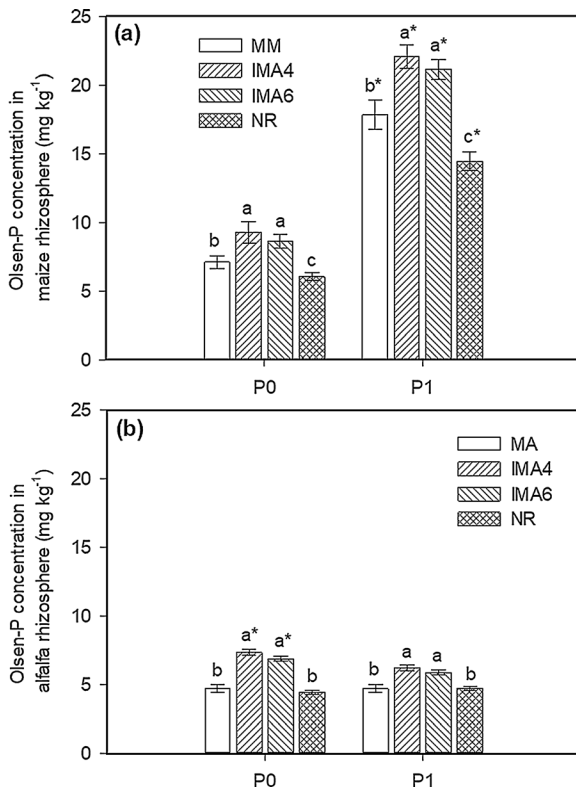 Olsen-P concentration in
maize rhizosphere (mg kg-1)
25
20
15
10
5
0
(a)
MM
IMA4
IMA6
NR
b
a
a
c
b*
a*
a*
c*
P0
P1
Olsen-P concentration in
alfalfa rhizosphere (mg kg-1)
25
20
15
10
5
0
(b)
MA
IMA4
IMA6
NR
b
a*
a*
b
b
a
a
b
P0
P1